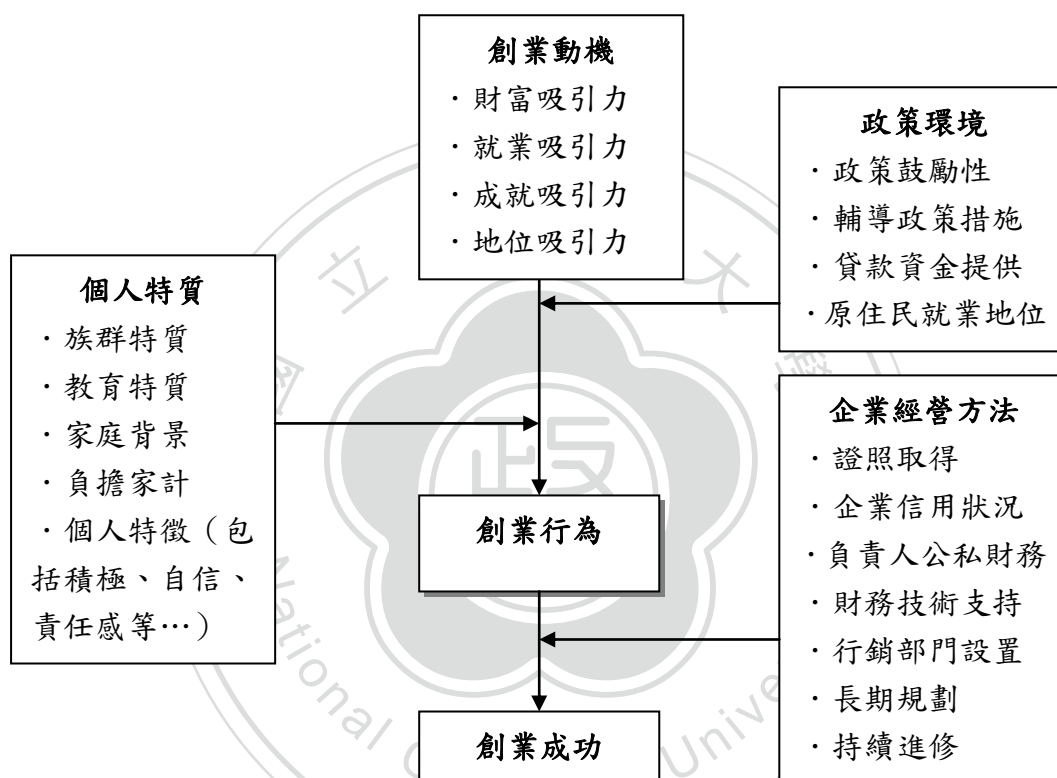 創業動機
．財富吸引力
．就業吸引力
．成就吸引力
．地位吸引力
政策環境
．政策鼓勵性
．輔導政策措施
．貸款資金提供
．原住民就業地位
個人特質
．族群特質
．教育特質
．家庭背景
．負擔家計
．個人特徵（包
括積極、自信、
責任感等…）
企業經營方法
．證照取得
．企業信用狀況
．負責人公私財務
．財務技術支持
．行銷部門設置
．長期規劃
．持續進修
創業行為
創業成功
立
大
政
National
Univer